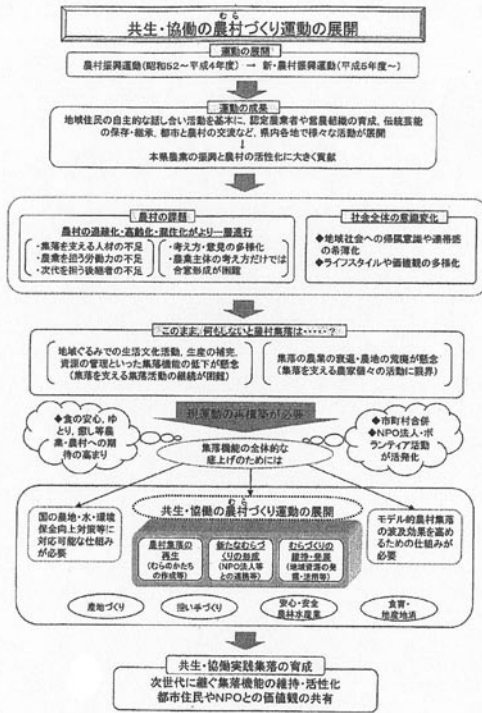 むら
共生・協働の農村づくり運動の展開
運動の展開
農村振興運動(昭和52~平成4年度) → 新・農村振興運動(平成5年度~)
運動の成果
地域住民の自主的な話し合い活動を基本に、認定農業者や営農組織の育成、伝統芸能
の保存・継承、都市と農村の交流など、県内各地で様々な活動が展開
↓
本県農業の振興と農村の活性化に大きく貢献
農村の課題
農村の過疎化・高齢化・混住化がより一層進行
・集落を支える人材の不足
・農業を担う労働力の不足
・次代を担う後継者の不足
・考え方・意見の多様化
・農業主体の考え方だけでは
合意形成が困難
社会全体の意識変化
◆地域社会への帰属意識や連帯感
の希薄化
◆ライフスタイルや価値観の多様化
このまま、何もしないと農村集落は‥‥‥?
地域ぐるみでの生活文化活動、生産の補完、
資源の管理といった集落機能の低下が懸念
(集落を支える集落活動の継続が困難)
集落の農業の衰退・農地の荒廃が懸念
(集落を支える農家個々の活動に限界)
現運動の再構築が必要
◆食の安心、ゆ
とり、癒し等農
業・農村への期
待の高まり
集落機能の全体的な
底上げのためには
◆市町村合併
◆NPO法人・ボ
ランティア活動
が活発化
国の農地・水・環境
保全向上対策等に
対応可能な仕組み
が必要
むら
共生・協働の農村づくり運動の展開
農村集落の
再生
(むらのかたち
の作成等)
新たなむらづ
くりの形成
(NPO法人等
との連携等)
むらづくりの
維持・発展
(地域資源の発
掘・活用等)
モデル的農村集落
の波及効果を高め
るための仕組みが
必要
産地づくり
担い手づくり
安心・安全
農林水産業
食育・
地産地消
共生・協働実践集落の育成
次世代に継ぐ集落機能の維持・活性化
都市住民やNPOとの価値観の共有